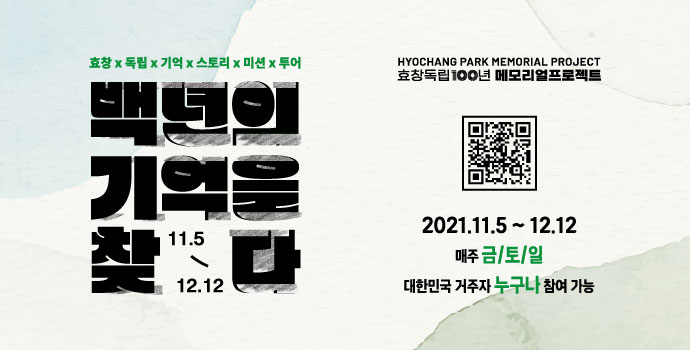 효창 x 독립 x 기억 x 스토리 x 미션 x 투어
백년의
기억을
찾 11.5 ~ 12.12 다
HYOCHANG PARK MEMORIAL PROJECT
효창독립100년 메모리얼프로젝트
2021.11.5 ~ 12.12
매주 금/토/일
대한민국 거주자 누구나 참여 가능